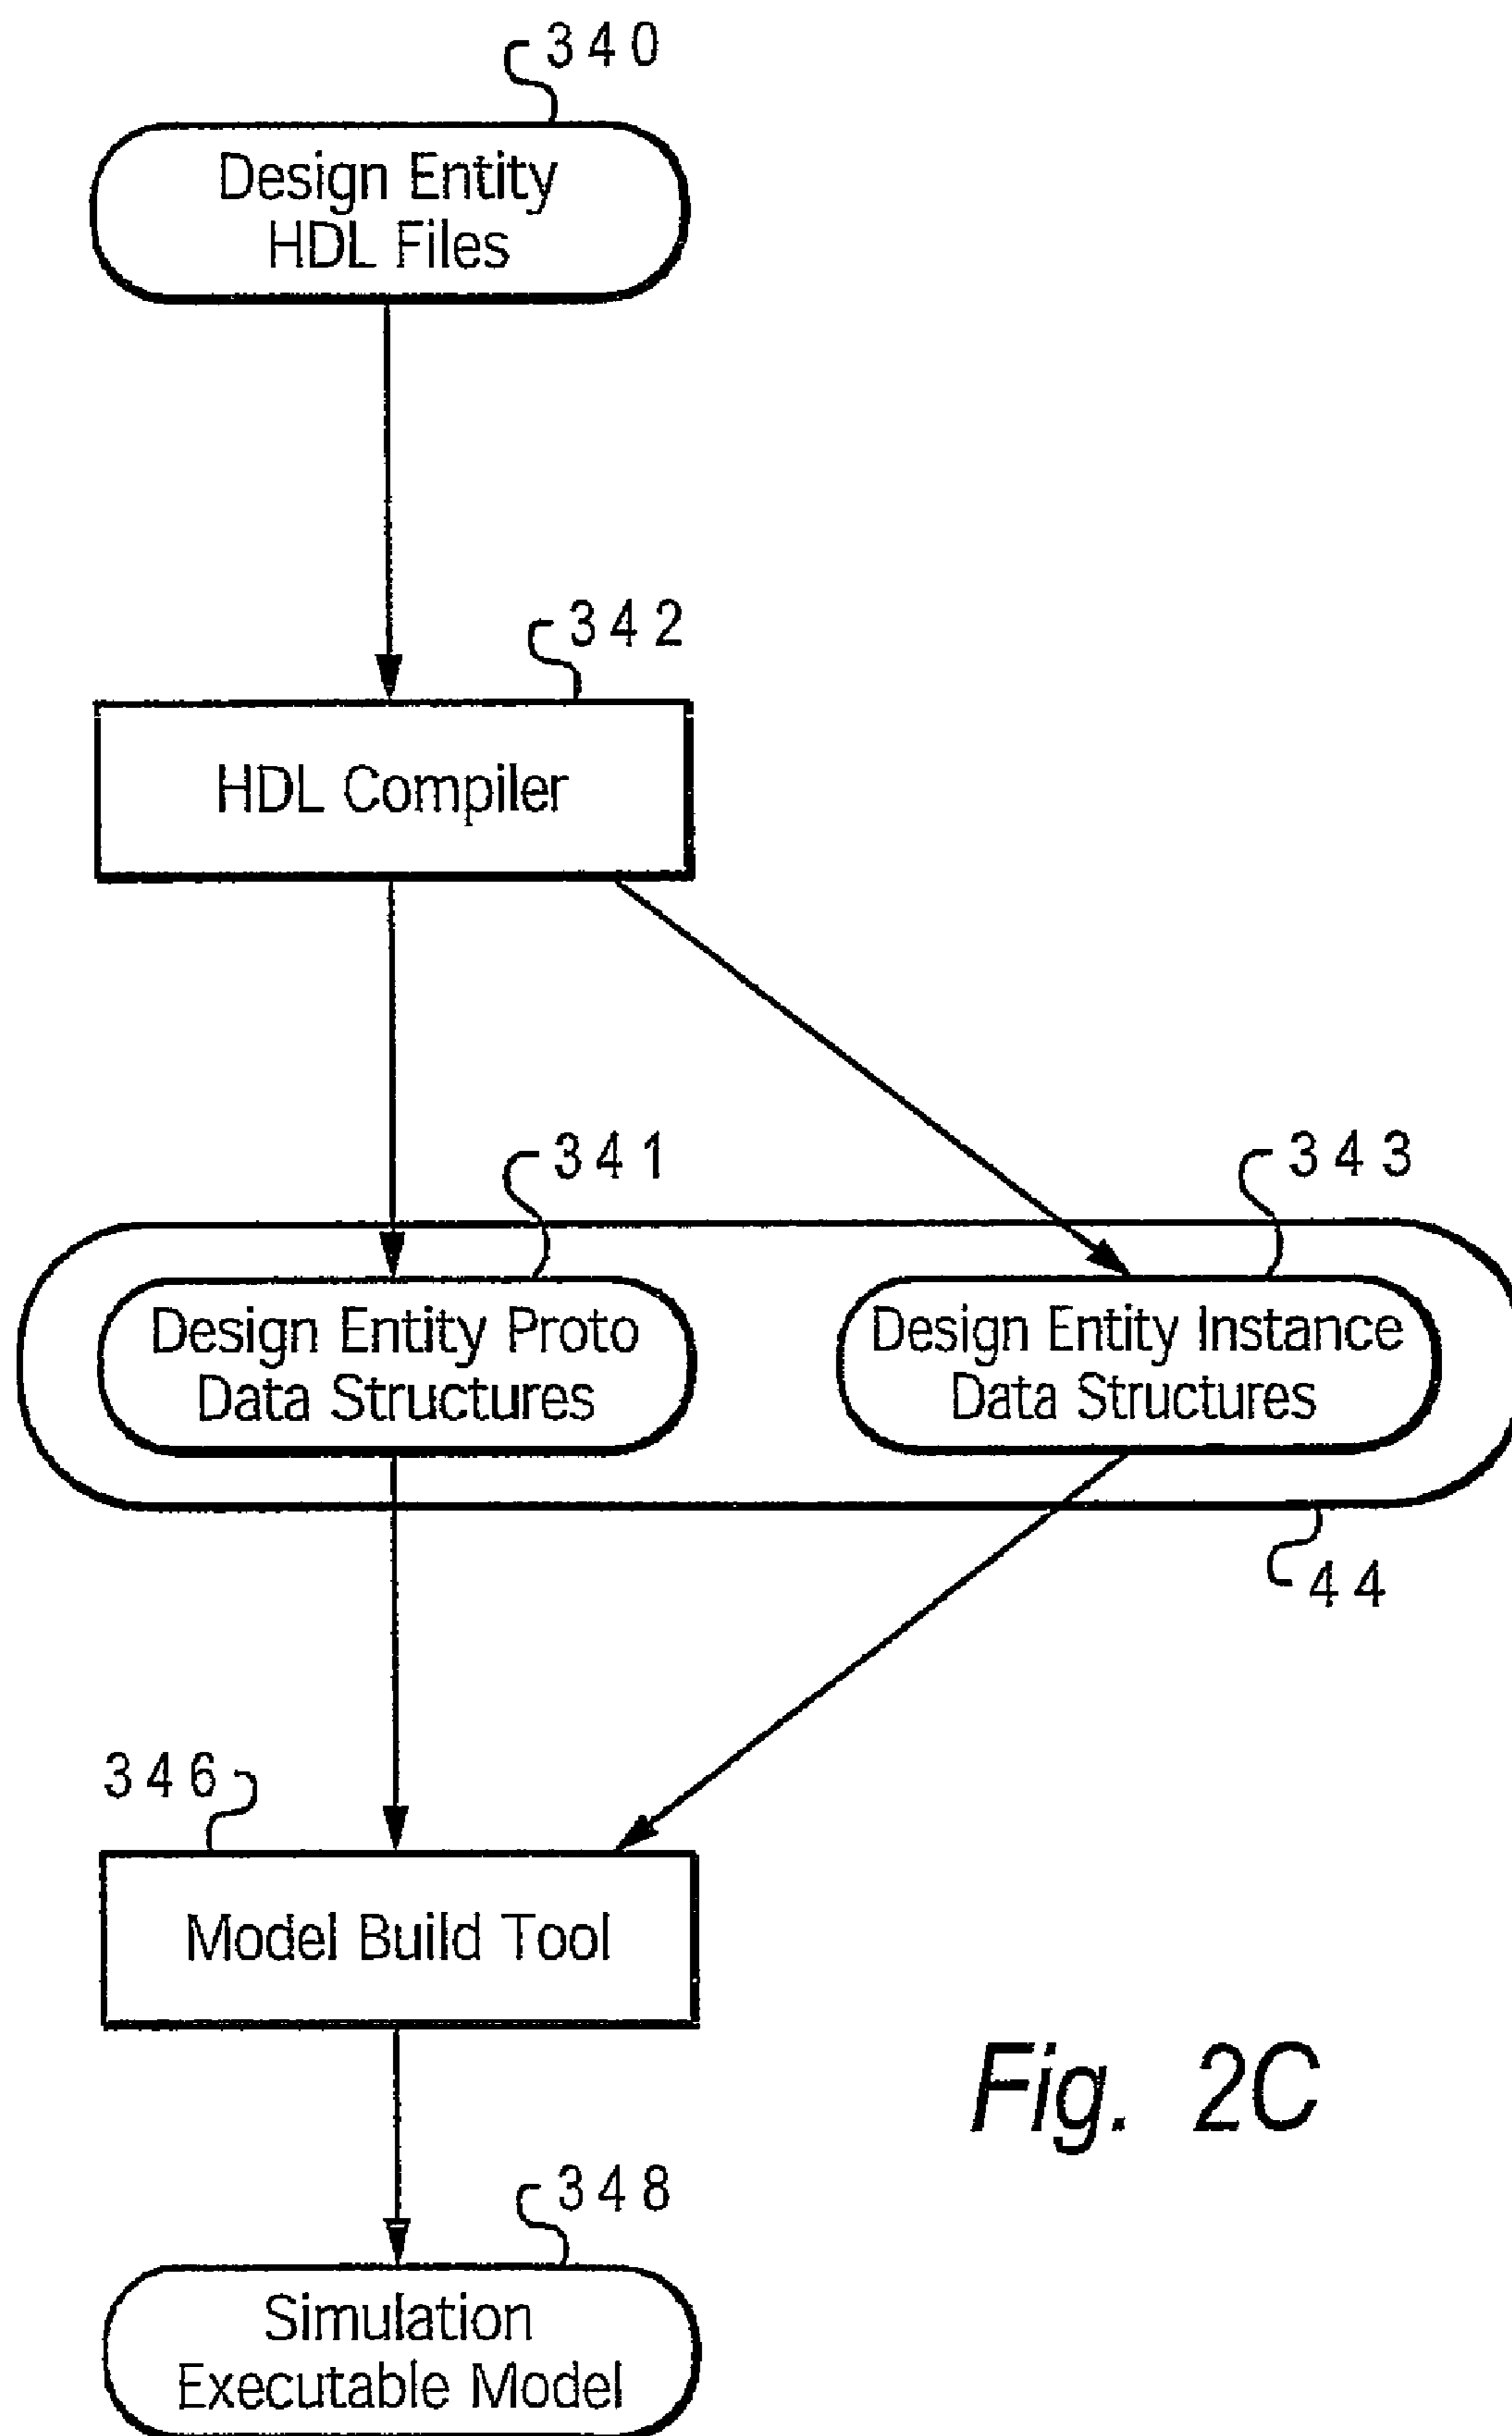 340
Design Entity
HDL Files
342
HDL Compiler
341
343
Design Entity Proto
Data Structures
Design Entity Instance
Data Structures
44
346
Model Build Tool
Fig. 2C
348
Simulation
Executable Model